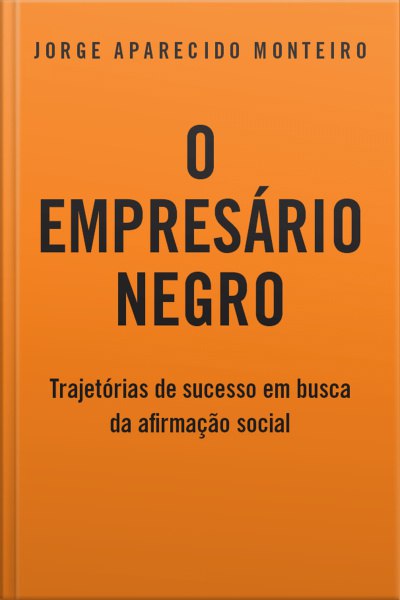 JORGE APARECIDO MONTEIRO
O
EMPRESÁRIO
NEGRO
Trajetórias de sucesso em busca
da afirmação social